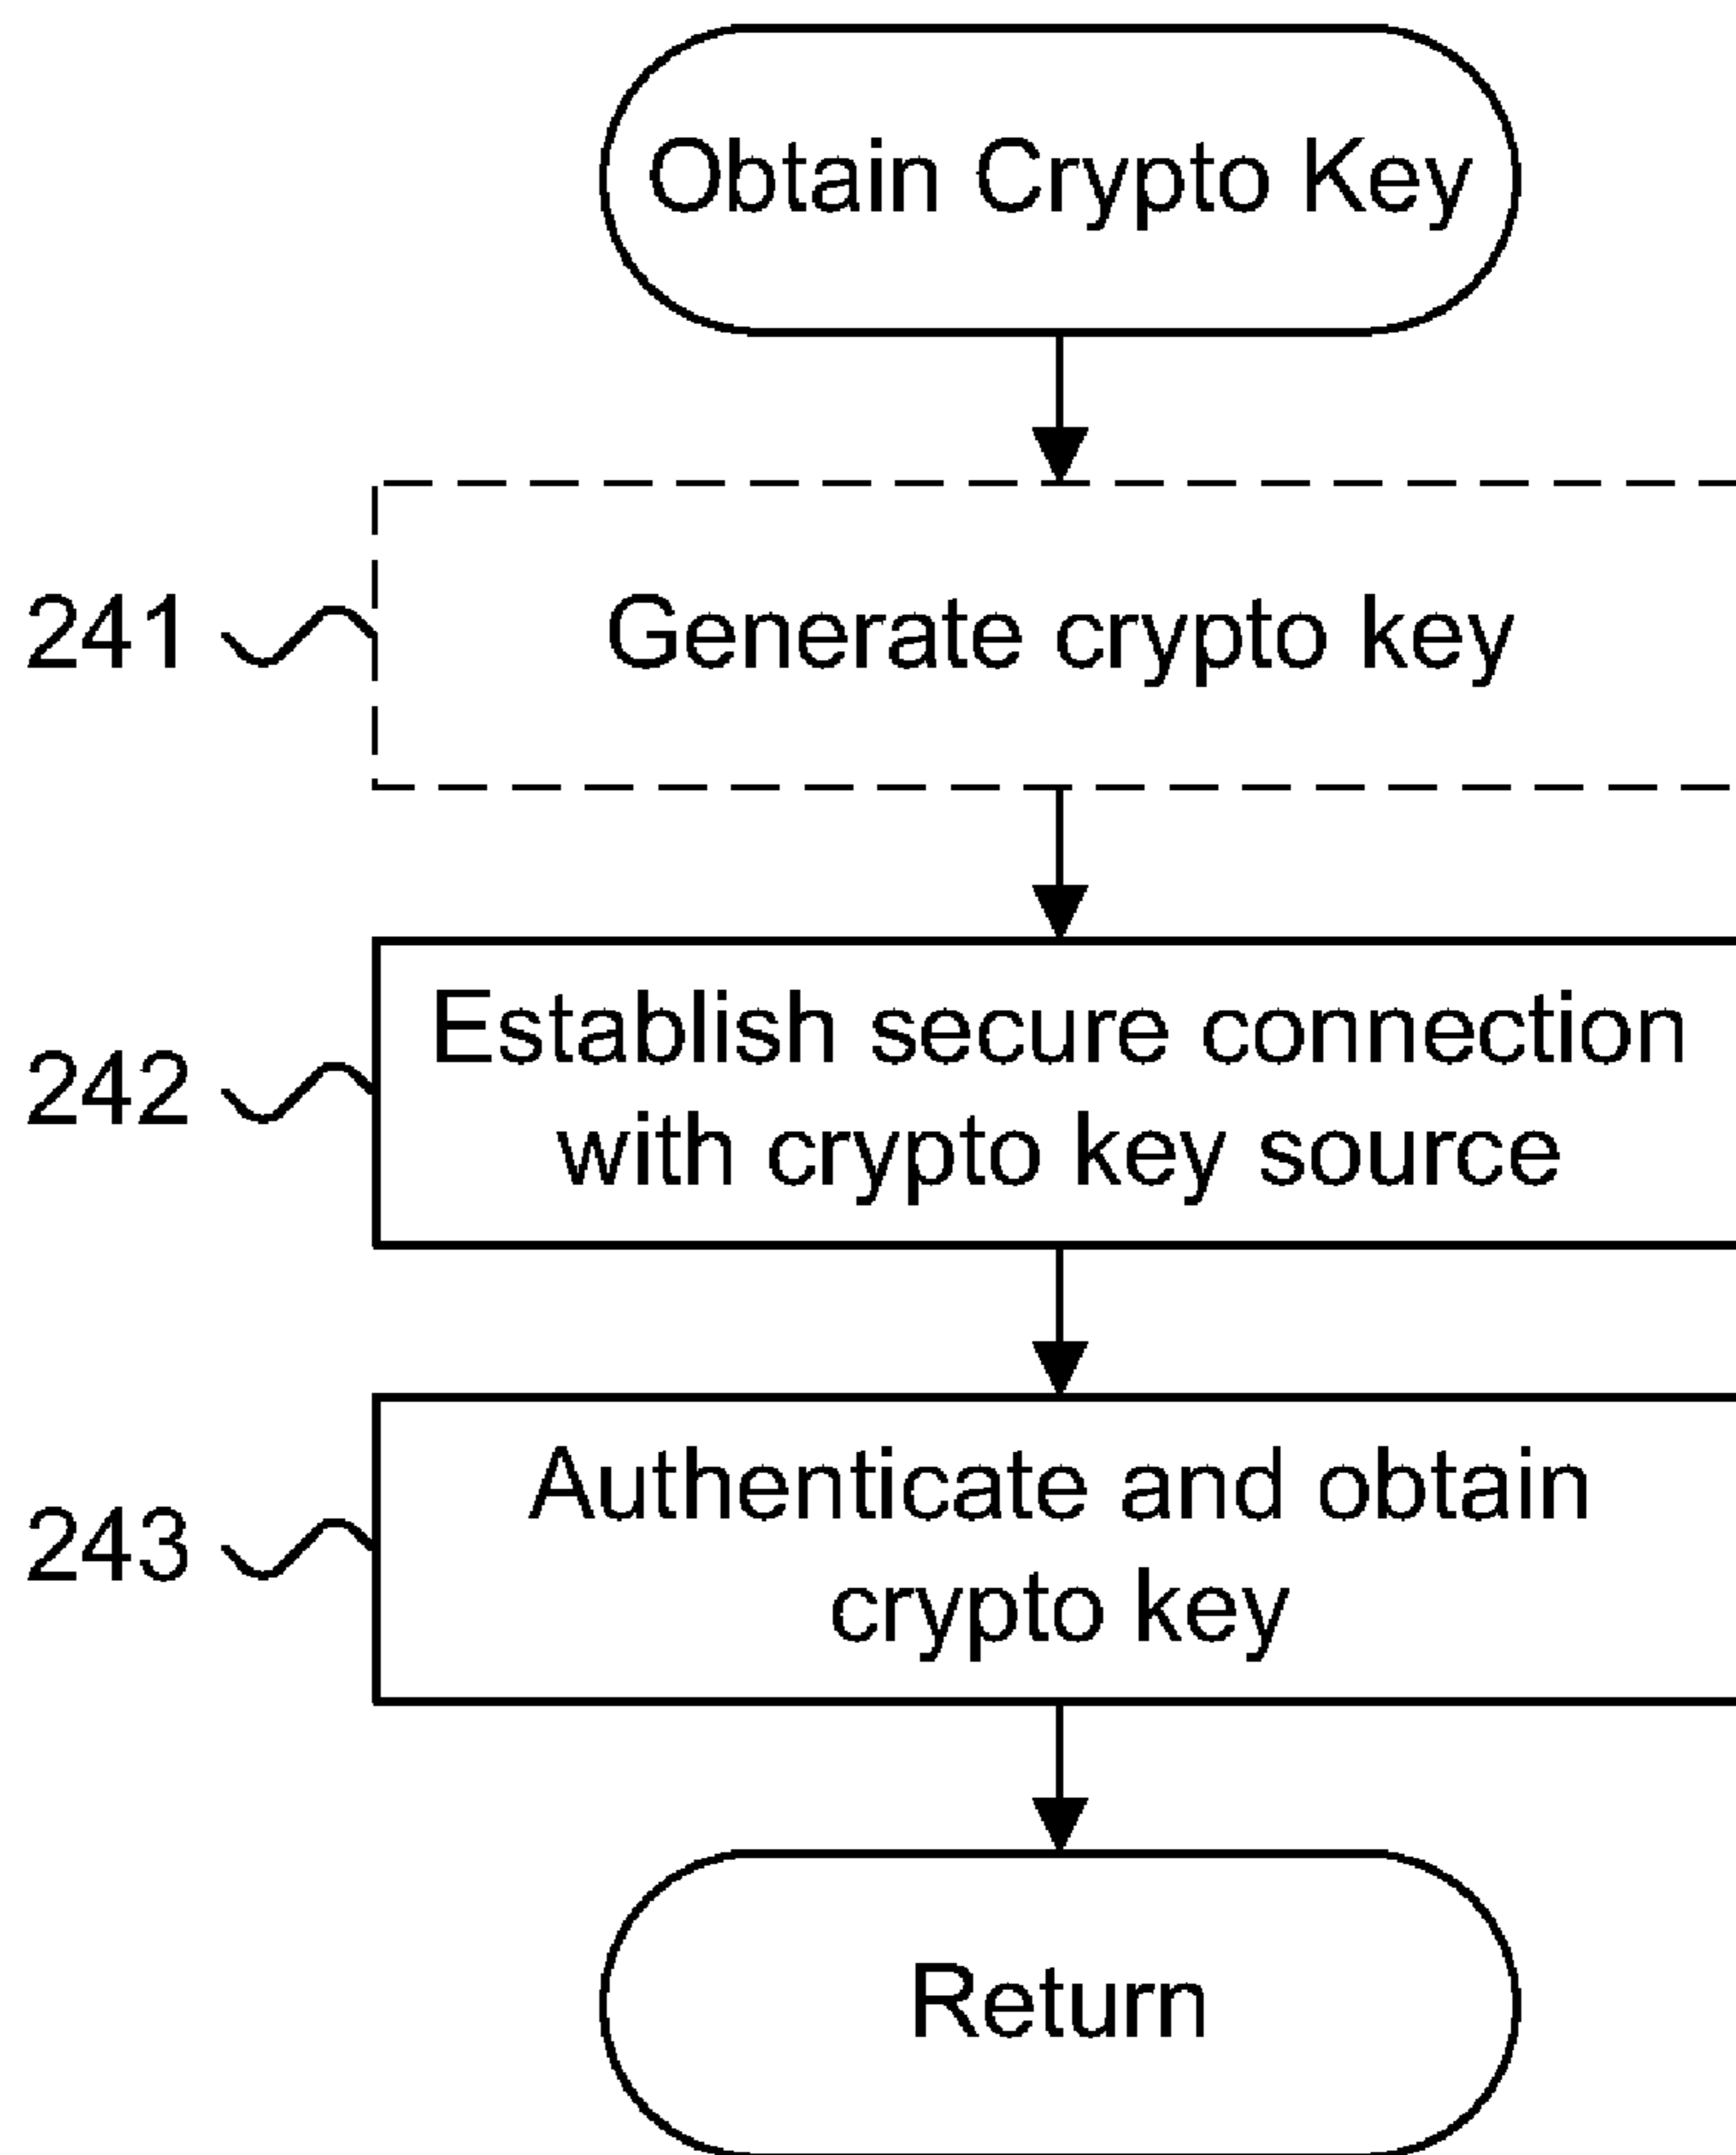 Obtain Crypto Key
241
Generate crypto key
242
Establish secure connection
with crypto key source
243
Authenticate and obtain
crypto key
Return